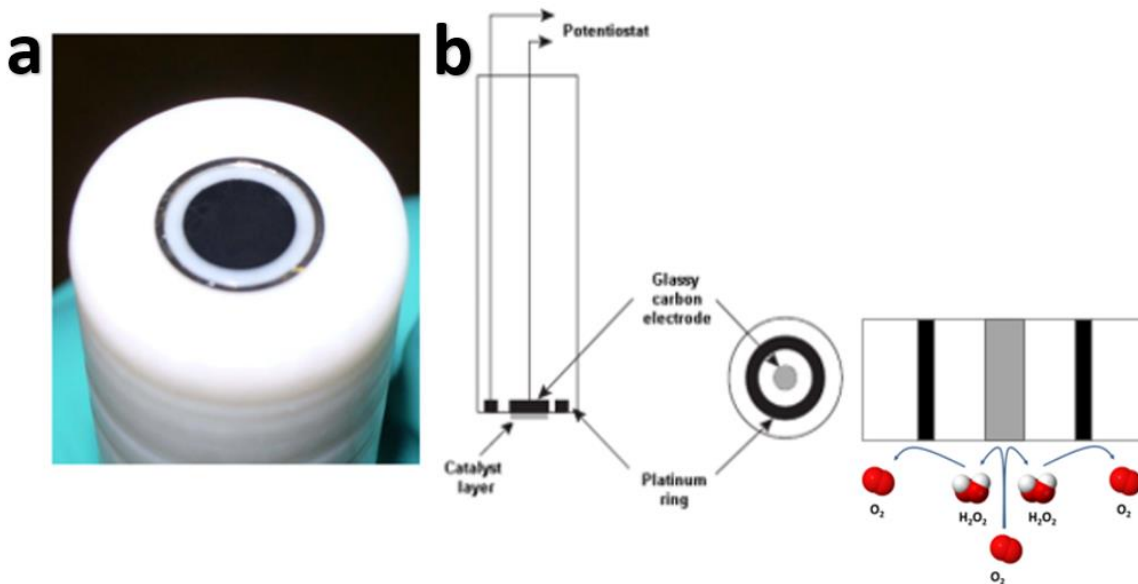 a
b
Potentiostat
Glassy
carbon
electrode
Catalyst
layer
Platinum
ring
O₂
H₂O₂
H₂O₂
O₂
O₂